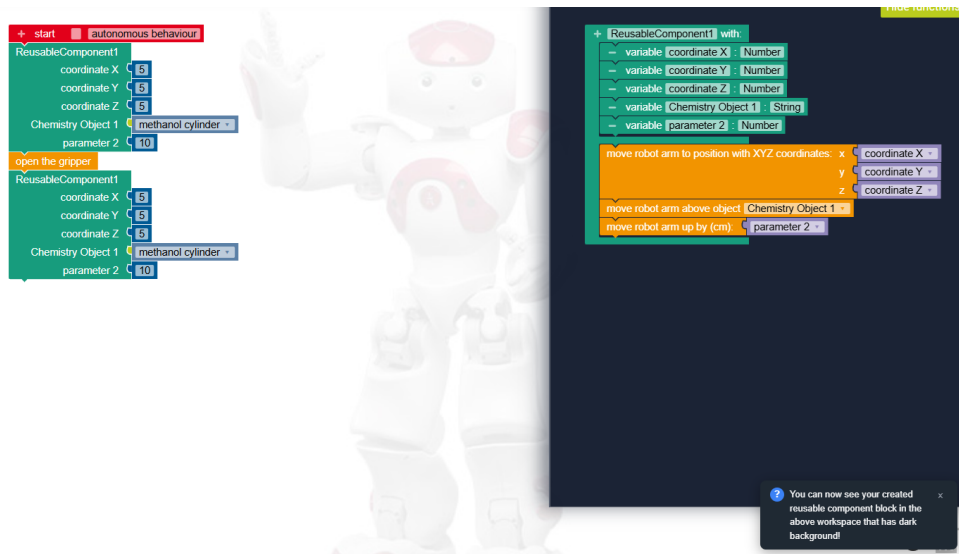 Hide functions
+ start autonomous behaviour
ReusableComponent1
coordinate X 5
coordinate Y 5
coordinate Z 5
Chemistry Object 1 methanol cylinder
parameter 2 10
open the gripper
ReusableComponent1
coordinate X 5
coordinate Y 5
coordinate Z 5
Chemistry Object 1 methanol cylinder
parameter 2 10
+ ReusableComponent1 with:
− variable coordinate X : Number
− variable coordinate Y : Number
− variable coordinate Z : Number
− variable Chemistry Object 1 : String
− variable parameter 2 : Number
move robot arm to position with XYZ coordinates: x coordinate X
y coordinate Y
z coordinate Z
move robot arm above object Chemistry Object 1
move robot arm up by (cm): parameter 2
? You can now see your created x
reusable component block in the
above workspace that has dark
background!